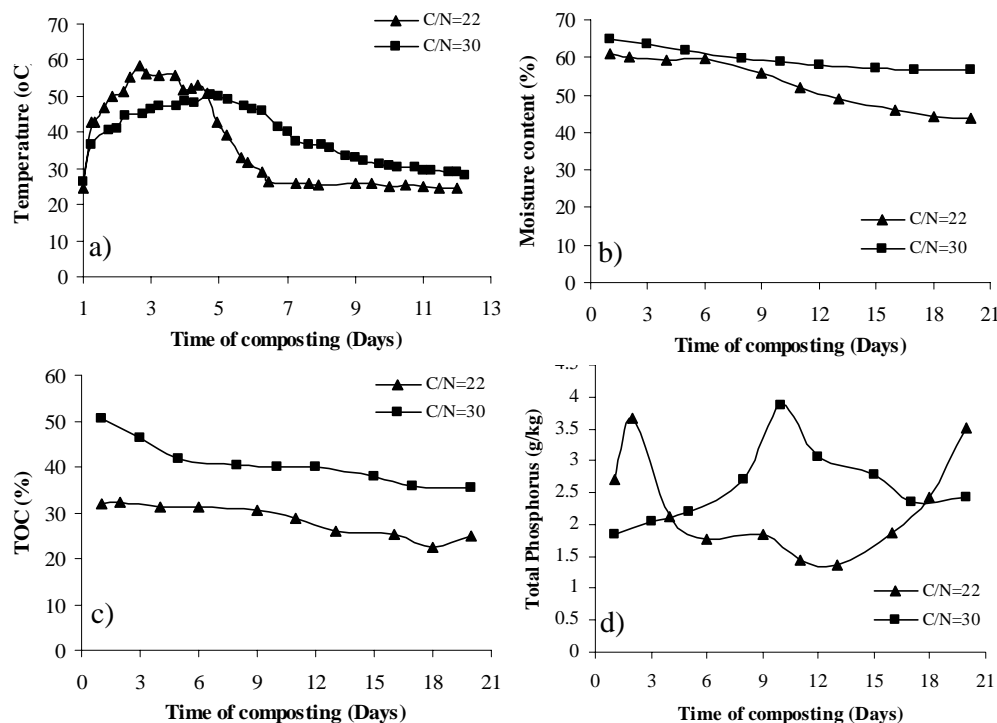 70
60
50
40
30
20
10
0
Temperature (oC)
C/N=22
C/N=30
a)
1 3 5 7 9 11 13
Time of composting (Days)
70
60
50
40
30
20
10
0
Moisture content (%)
C/N=22
C/N=30
b)
0 3 6 9 12 15 18 21
Time of composting (Days)
60
50
40
30
20
10
0
TOC (%)
C/N=22
C/N=30
c)
0 3 6 9 12 15 18 21
Time of composting (Days)
4.5
4
3.5
3
2.5
2
1.5
1
0.5
0
Total Phosphorus (g/kg)
C/N=22
C/N=30
d)
0 3 6 9 12 15 18 21
Time of composting (Days)